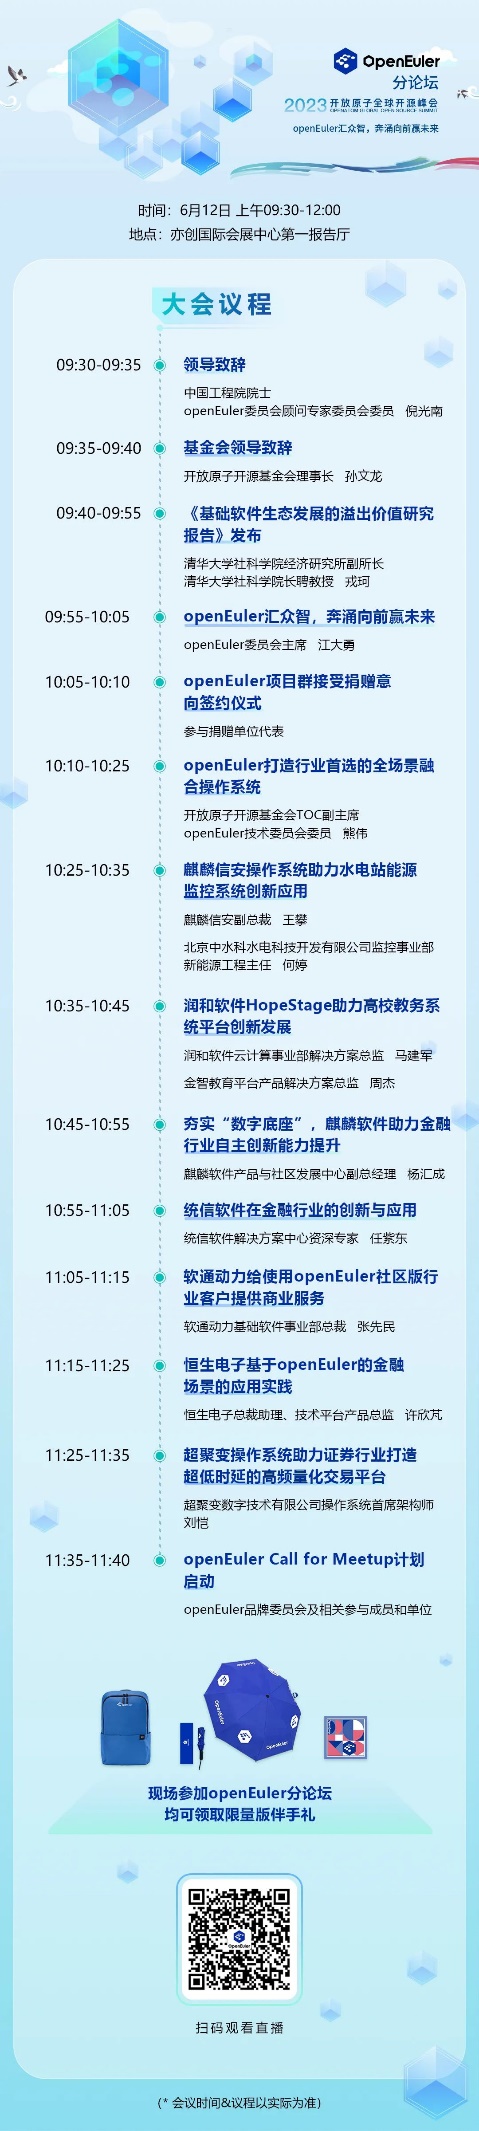 OpenEuler
分论坛
2023 开放原子全球开源峰会
OPENATOM GLOBAL OPEN SOURCE SUMMIT
openEuler汇众智，奔涌向前赢未来
时间：6月12日 上午09:30-12:00
地点：亦创国际会展中心第一报告厅
大会议程
09:30-09:35 领导致辞
中国工程院院士
openEuler委员会顾问专家委员会委员 倪光南
09:35-09:40 基金会领导致辞
开放原子开源基金会理事长 孙文龙
09:40-09:55 《基础软件生态发展的溢出价值研究
报告》发布
清华大学社科学院经济研究所副所长
清华大学社科学院长聘教授 戎珂
09:55-10:05 openEuler汇众智，奔涌向前赢未来
openEuler委员会主席 江大勇
10:05-10:10 openEuler项目群接受捐赠意
向签约仪式
参与捐赠单位代表
10:10-10:25 openEuler打造行业首选的全场景融
合操作系统
开放原子开源基金会TOC副主席
openEuler技术委员会委员 熊伟
10:25-10:35 麒麟信安操作系统助力水电站能源
监控系统创新应用
麒麟信安副总裁 王攀
北京中水科水电科技开发有限公司监控事业部
新能源工程主任 何婷
10:35-10:45 润和软件HopeStage助力高校教务系
统平台创新发展
润和软件云计算事业部解决方案总监 马建军
金智教育平台产品解决方案总监 周杰
10:45-10:55 夯实“数字底座”，麒麟软件助力金融
行业自主创新能力提升
麒麟软件产品与社区发展中心副总经理 杨汇成
10:55-11:05 统信软件在金融行业的创新与应用
统信软件解决方案中心资深专家 任紫东
11:05-11:15 软通动力给使用openEuler社区版行
业客户提供商业服务
软通动力基础软件事业部总裁 张先民
11:15-11:25 恒生电子基于openEuler的金融
场景的应用实践
恒生电子总裁助理、技术平台产品总监 许欣芃
11:25-11:35 超聚变操作系统助力证券行业打造
超低时延的高频量化交易平台
超聚变数字技术有限公司操作系统首席架构师
刘恺
11:35-11:40 openEuler Call for Meetup计划
启动
openEuler品牌委员会及相关参与成员和单位
OpenEuler
现场参加openEuler分论坛
均可领取限量版伴手礼
OpenEuler
扫码观看直播
(* 会议时间&议程以实际为准)